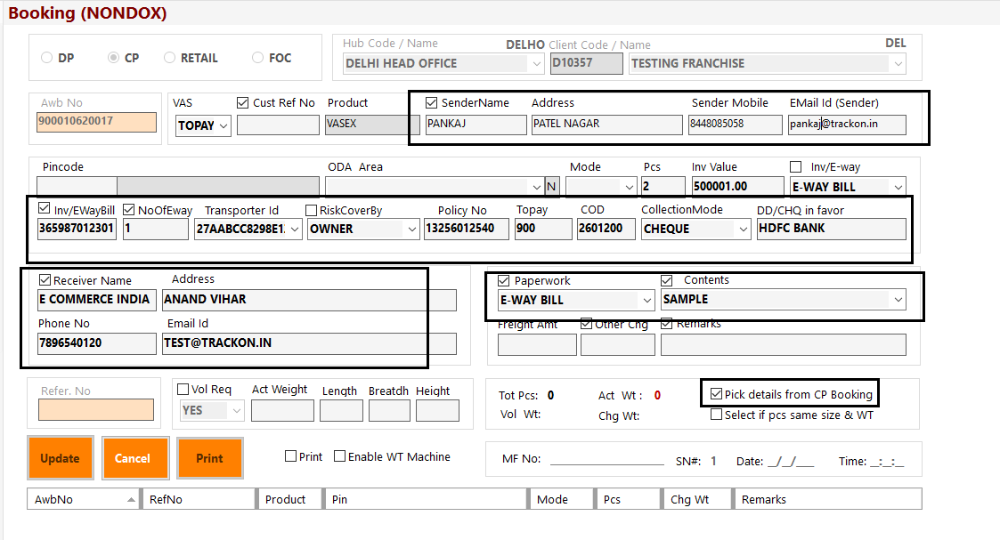 Booking (NONDOX)
Hub Code / Name DELHO Client Code / Name DEL
DP CP RETAIL FOC DELHI HEAD OFFICE D10357 TESTING FRANCHISE
Awb No VAS Cust Ref No Product SenderName Address Sender Mobile EMail Id (Sender)
900010620017 TOPAY VASEX PANKAJ PATEL NAGAR 8448085058 pankaj@trackon.in
Pincode ODA Area Mode Pcs Inv Value Inv/E-way
N 2 500001.00 E-WAY BILL
Inv/EWayBill NoOfEway Transporter Id RiskCoverBy Policy No Topay COD CollectionMode DD/CHQ in favor
365987012301 1 27AABCC8298E1 OWNER 13256012540 900 2601200 CHEQUE HDFC BANK
Receiver Name Address Paperwork Contents
E COMMERCE INDIA ANAND VIHAR E-WAY BILL SAMPLE
Phone No Email Id Freight Amt Other Chg Remarks
7896540120 TEST@TRACKON.IN
Refer. No Vol Req Act Weight Length Breatdh Height Tot Pcs: 0 Act Wt : 0 Pick details from CP Booking
YES Vol Wt: Chg Wt: Select if pcs same size & WT
Update Cancel Print Print Enable WT Machine MF No: SN#: 1 Date: _/_/___ Time: _:_:__
AwbNo RefNo Product Pin Mode Pcs Chg Wt Remarks